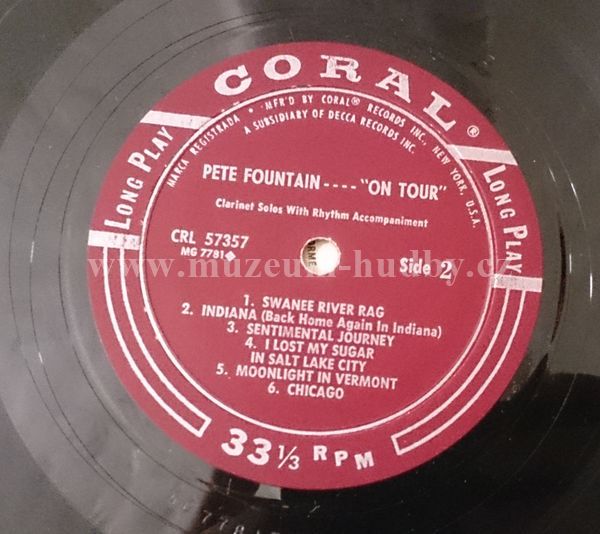 CORAL®
LONG PLAY
LONG PLAY
MARCA REGISTRADA • MFR'D BY CORAL® RECORDS INC., NEW YORK, U.S.A.
A SUBSIDIARY OF DECCA RECORDS INC.
PETE FOUNTAIN---- "ON TOUR"
Clarinet Solos With Rhythm Accompaniment
CRL 57357
MG 7781◆
Side 2
www.muzeum-hudby.cz
1. SWANEE RIVER RAG
2. INDIANA (Back Home Again In Indiana)
3. SENTIMENTAL JOURNEY
4. I LOST MY SUGAR
IN SALT LAKE CITY
5. MOONLIGHT IN VERMONT
6. CHICAGO
33⅓ RPM